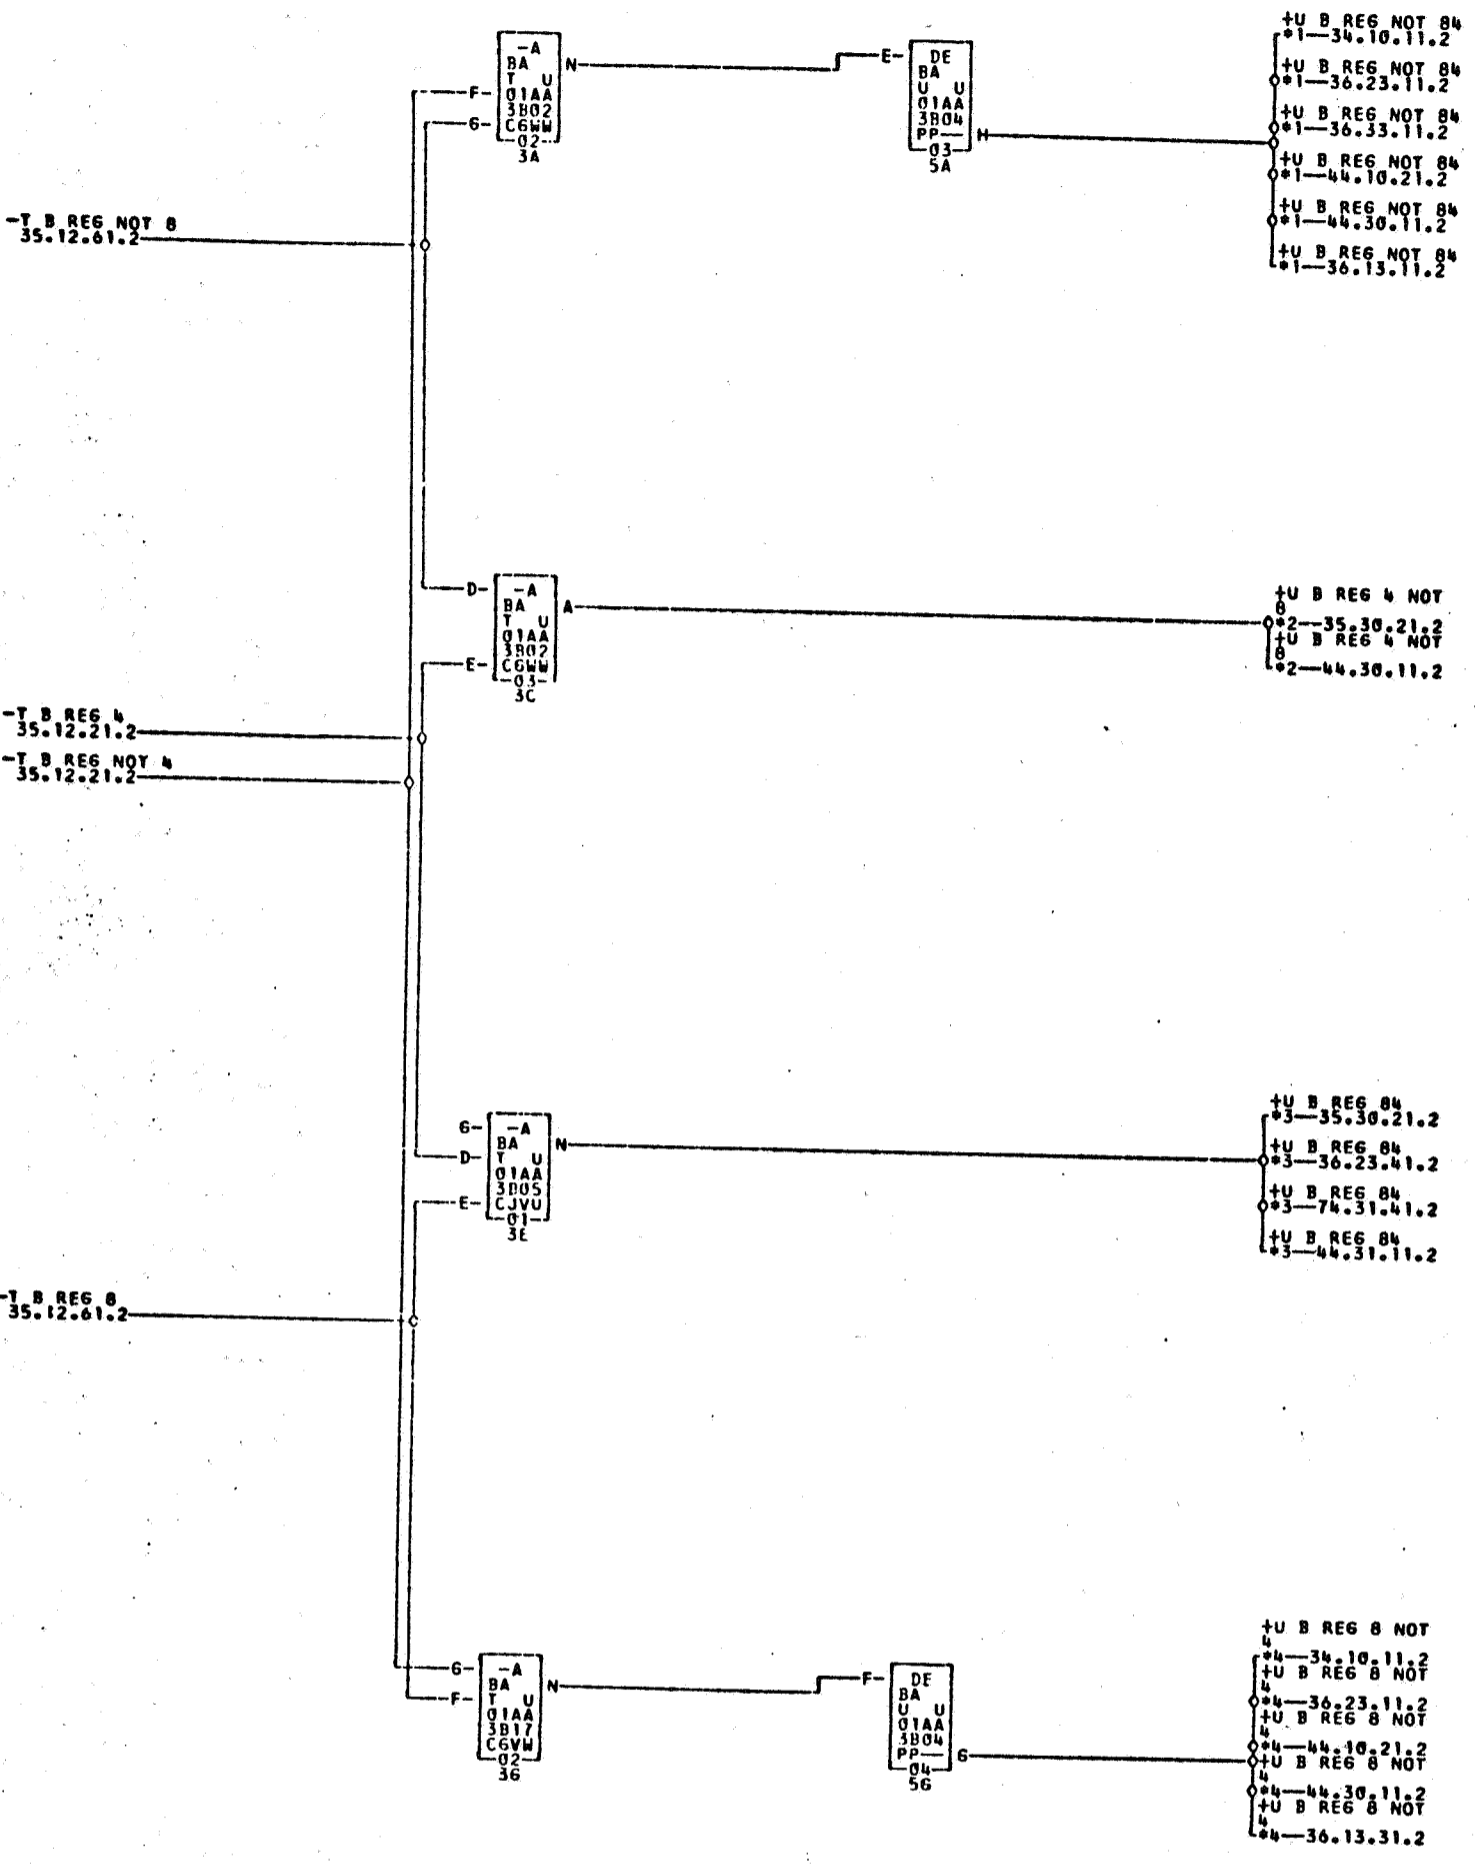 +U B REG NOT 84
*1—34.10.11.2
+U B REG NOT 84
*1—36.23.11.2
+U B REG NOT 84
*1—36.33.11.2
+U B REG NOT 84
*1—44.10.21.2
+U B REG NOT 84
*1—44.30.11.2
+U B REG NOT 84
*1—36.13.11.2
-A
BA
T U
01AA
3B02
CGWW
02
3A
N
F
G
E
DE
BA
U U
01AA
3B04
PP
03
5A
H
-T B REG NOT 8
35.12.61.2
D
-A
BA
T U
01AA
3B02
CGWW
03
3C
A
E
+U B REG 4 NOT
8
*2—35.30.21.2
+U B REG 4 NOT
8
*2—44.30.11.2
-T B REG 4
35.12.21.2
-T B REG NOT 4
35.12.21.2
G
D
E
-A
BA
T U
01AA
3B05
CJVU
01
3E
N
+U B REG 84
*3—35.30.21.2
+U B REG 84
*3—36.23.41.2
+U B REG 84
*3—74.31.41.2
+U B REG 84
*3—44.31.11.2
-T B REG 8
35.12.61.2
G
F
-A
BA
T U
01AA
3B17
CGVW
02
3G
N
F
DE
BA
U U
01AA
3B04
PP
04
5G
G
+U B REG 8 NOT
4
*4—34.10.11.2
+U B REG 8 NOT
4
*4—36.23.11.2
+U B REG 8 NOT
4
*4—44.10.21.2
+U B REG 8 NOT
4
*4—44.30.11.2
+U B REG 8 NOT
4
*4—36.13.31.2